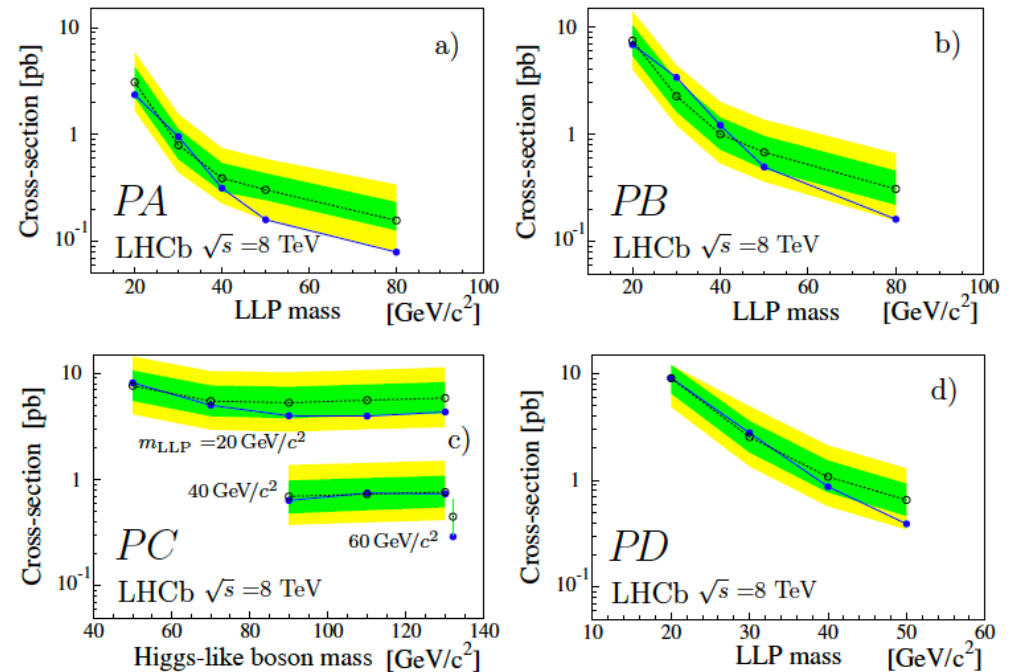 Cross-section [pb]
10
1
10⁻¹
a)
PA
LHCb √s =8 TeV
20 40 60 80 100
LLP mass [GeV/c²]
Cross-section [pb]
10
1
10⁻¹
b)
PB
LHCb √s =8 TeV
20 40 60 80 100
LLP mass [GeV/c²]
Cross-section [pb]
10
1
10⁻¹
m_LLP =20 GeV/c²
c)
40 GeV/c²
60 GeV/c²
PC
LHCb √s =8 TeV
40 60 80 100 120 140
Higgs-like boson mass [GeV/c²]
Cross-section [pb]
10
1
10⁻¹
d)
PD
LHCb √s =8 TeV
10 20 30 40 50 60
LLP mass [GeV/c²]